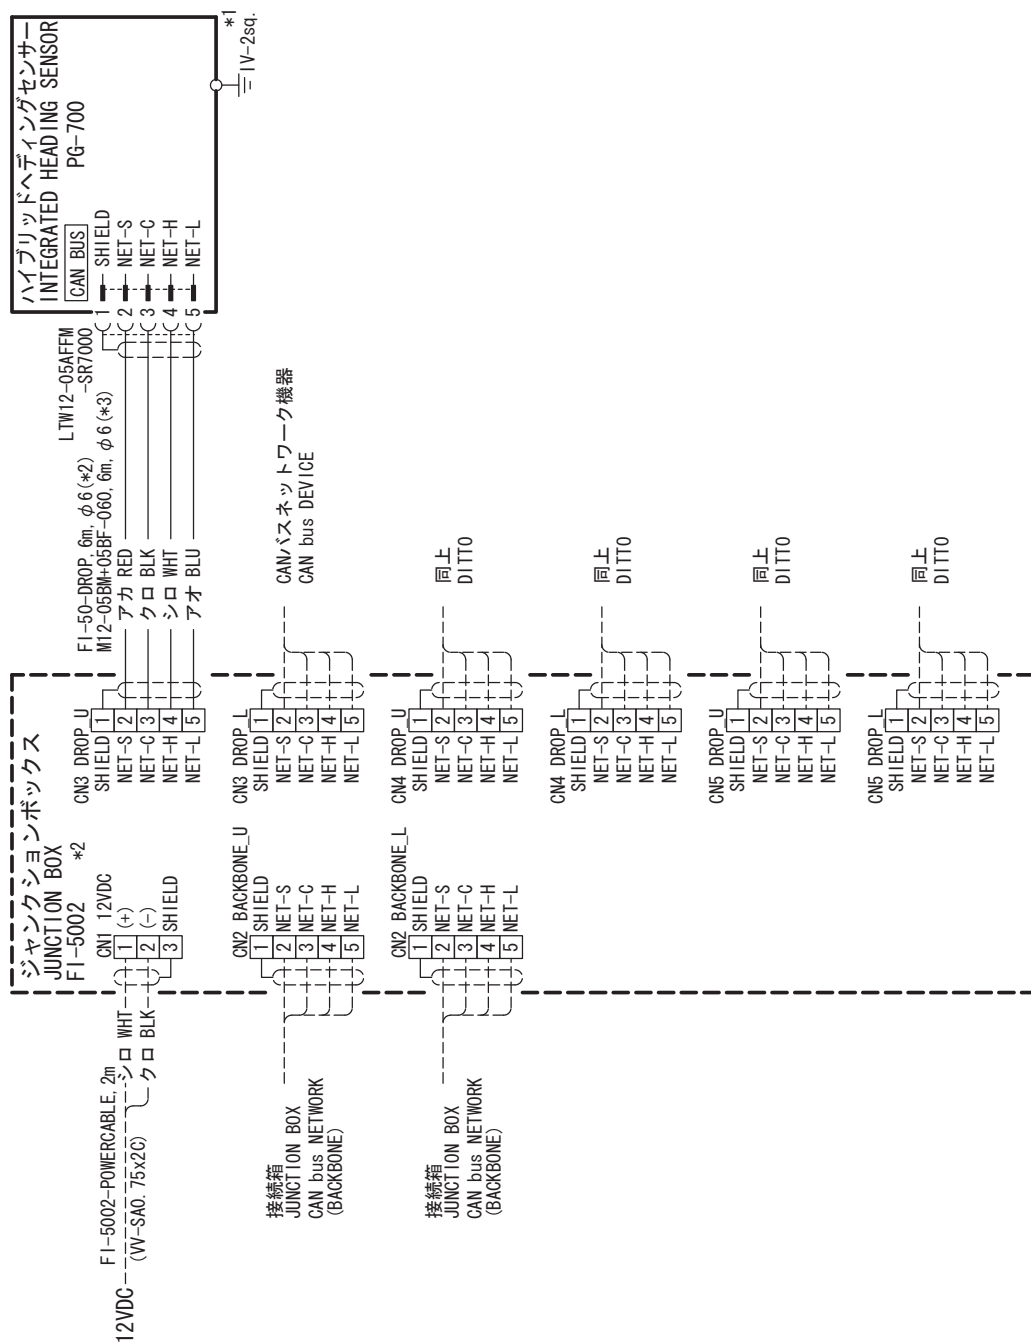 ハイブリッドヘディングセンサー
INTEGRATED HEADING SENSOR
PG-700
CAN BUS
1 SHIELD
2 NET-S
3 NET-C
4 NET-H
5 NET-L
*1
IV-2sq.
LTW12-05AFFM
-SR7000
FI-50-DROP, 6m, φ6(*2)
M12-05BM+05BF-060, 6m, φ6(*3)
アカ RED
クロ BLK
シロ WHT
アオ BLU
ジャンクションボックス
JUNCTION BOX
FI-5002 *2
CN1 12VDC
1 (+)
2 (-)
3 SHIELD
シロ WHT
クロ BLK
FI-5002-POWERCABLE, 2m
(VV-SA0.75x2C)
12VDC
CN3 DROP_U
SHIELD 1
NET-S 2
NET-C 3
NET-H 4
NET-L 5
CN2 BACKBONE_U
1 SHIELD
2 NET-S
3 NET-C
4 NET-H
5 NET-L
接続箱
JUNCTION BOX
CAN bus NETWORK
(BACKBONE)
CN3 DROP_L
SHIELD 1
NET-S 2
NET-C 3
NET-H 4
NET-L 5
CANバスネットワーク機器
CAN bus DEVICE
CN2 BACKBONE_L
1 SHIELD
2 NET-S
3 NET-C
4 NET-H
5 NET-L
接続箱
JUNCTION BOX
CAN bus NETWORK
(BACKBONE)
CN4 DROP_U
SHIELD 1
NET-S 2
NET-C 3
NET-H 4
NET-L 5
同上
DITTO
CN4 DROP_L
SHIELD 1
NET-S 2
NET-C 3
NET-H 4
NET-L 5
同上
DITTO
CN5 DROP_U
SHIELD 1
NET-S 2
NET-C 3
NET-H 4
NET-L 5
同上
DITTO
CN5 DROP_L
SHIELD 1
NET-S 2
NET-C 3
NET-H 4
NET-L 5
同上
DITTO